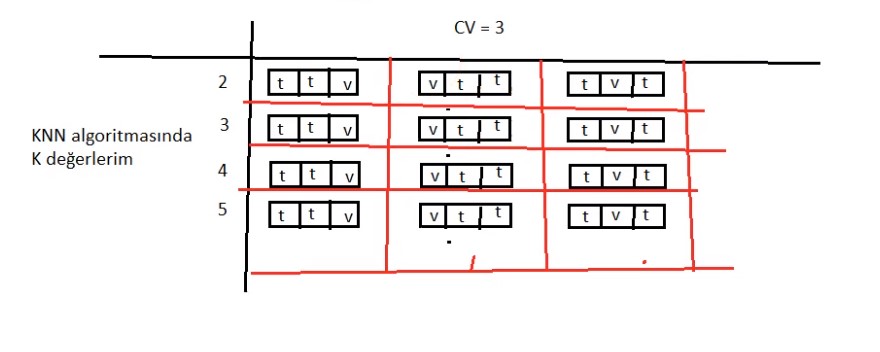 CV = 3
2 t t v v t t t v t
KNN algoritmasında
K değerlerim
3 t t v v t t t v t
4 t t v v t t t v t
5 t t v v t t t v t